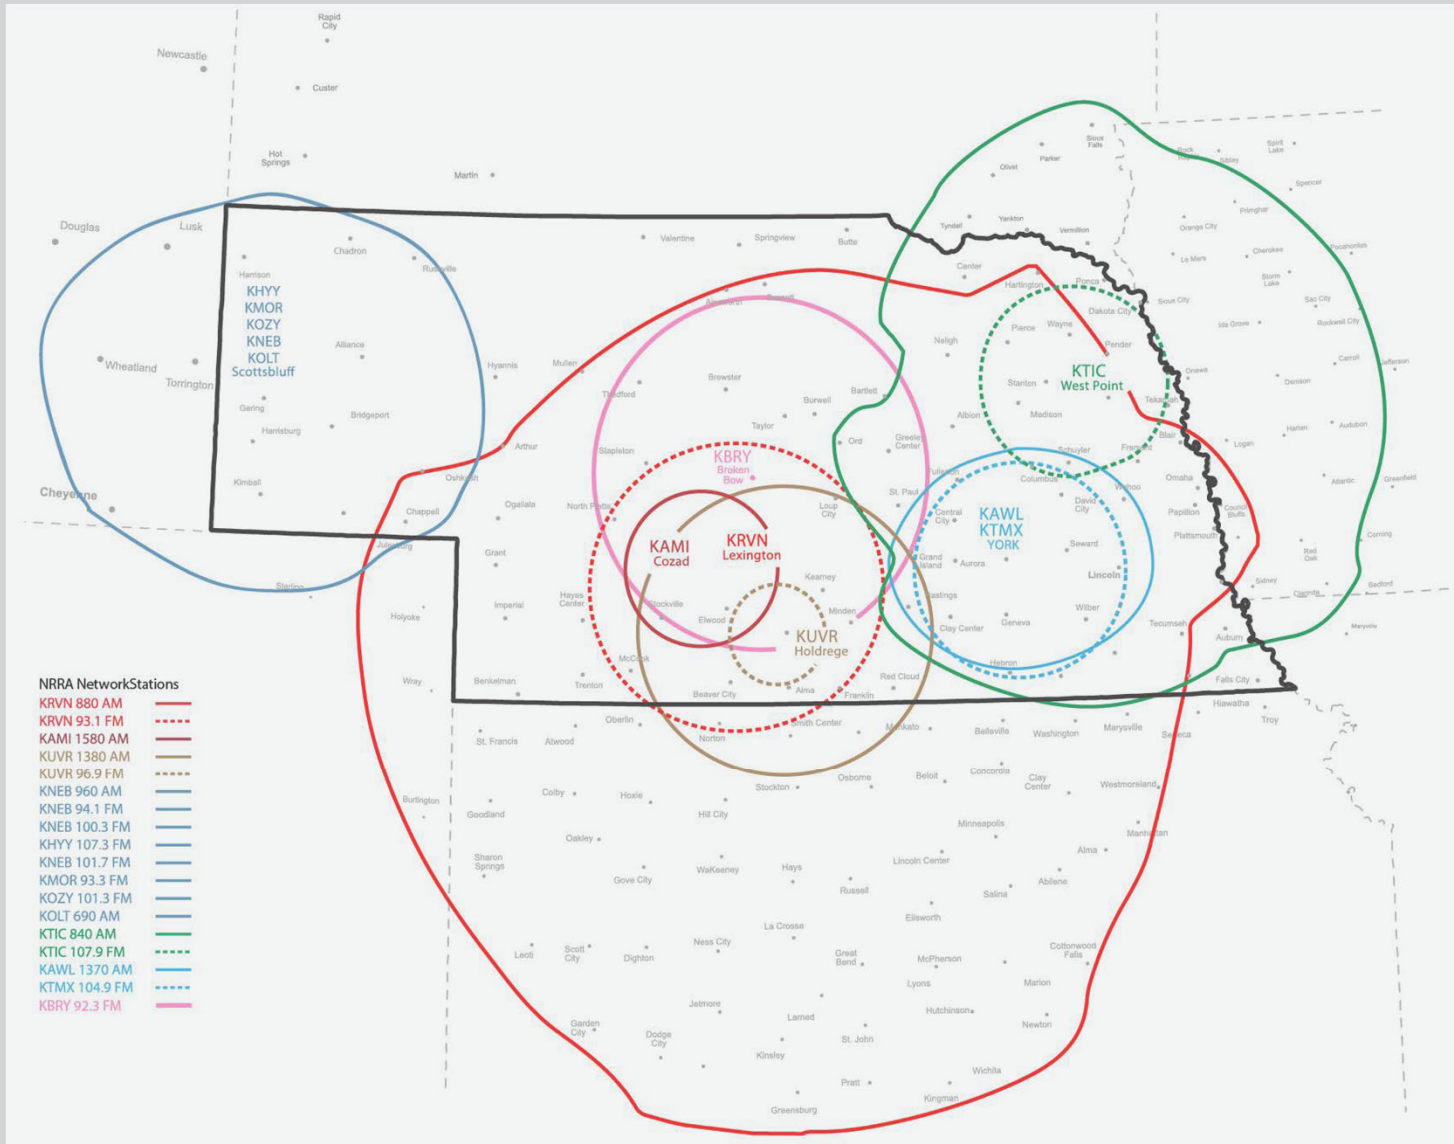 Rapid
City
Newcastle
Custer
Hot
Springs
Martin
Sioux
Falls
Parker
Olivet
Rock
Sibley
Spirit
Lake
Spencer
Primghar
Orange City
Douglas
Lusk
Chadron
Rushville
Harrison
Valentine
Springview
Butte
Tyndall
Yankton
Vermillion
Le Mars
Cherokee
Pocahontas
Storm
Lake
Sac City
Rockwell City
Ida Grove
Sioux City
KHYY
KMOR
KOZY
KNEB
KOLT
Scottsbluff
Center
Hartington
Ponca
Dakota City
Ainsworth
Bassett
Pierce
Wayne
Pender
Neligh
Carroll
Jefferson
Denison
Onawa
Alliance
Wheatland
Torrington
Hyannis
Mullen
Thedford
Brewster
Bartlett
Burwell
KTIC
West Point
Stanton
Madison
Tekamah
Gering
Bridgeport
Harrisburg
Taylor
Albion
Ord
Greeley
Center
Harlan
Audubon
Logan
Blair
Fremont
Schuyler
Arthur
Stapleton
KBRY
Broken
Bow
Kimball
Oshkosh
Cheyenne
Fullerton
Columbus
David
City
Wahoo
Omaha
Papillion
Council
Bluffs
Plattsmouth
Atlantic
Greenfield
Chappell
Ogallala
North Platte
Loup
City
St. Paul
Central
City
KAWL
KTMX
YORK
Seward
Lincoln
Red
Oak
Corning
Julesburg
Grant
KAMI
Cozad
KRVN
Lexington
Grand
Island
Aurora
Sterling
Holyoke
Imperial
Hayes
Center
Stockville
Elwood
Kearney
Minden
Hastings
Clay Center
Geneva
Wilber
Tecumseh
Auburn
Sidney
Clarinda
Bedford
Maryville
KUVR
Holdrege
Hebron
Wray
Benkelman
Trenton
McCook
Beaver City
Alma
Franklin
Red Cloud
Falls City
Hiawatha
Troy
Seneca
Marysville
Washington
Belleville
Mankato
Smith Center
Norton
Oberlin
Atwood
St. Francis
NRRA NetworkStations
KRVN 880 AM
KRVN 93.1 FM
KAMI 1580 AM
KUVR 1380 AM
KUVR 96.9 FM
KNEB 960 AM
KNEB 94.1 FM
KNEB 100.3 FM
KHYY 107.3 FM
KNEB 101.7 FM
KMOR 93.3 FM
KOZY 101.3 FM
KOLT 690 AM
KTIC 840 AM
KTIC 107.9 FM
KAWL 1370 AM
KTMX 104.9 FM
KBRY 92.3 FM
Burlington
Goodland
Colby
Hoxie
Hill City
Stockton
Osborne
Beloit
Concordia
Clay
Center
Westmoreland
Minneapolis
Manhattan
Alma
Oakley
Sharon
Springs
Gove City
WaKeeney
Hays
Russell
Lincoln Center
Salina
Abilene
Ellsworth
La Crosse
Ness City
Leoti
Scott
City
Dighton
Great
Bend
McPherson
Cottonwood
Falls
Lyons
Marion
Jetmore
Larned
Hutchinson
Newton
Garden
City
Dodge
City
Kinsley
St. John
Pratt
Wichita
Kingman
Greensburg